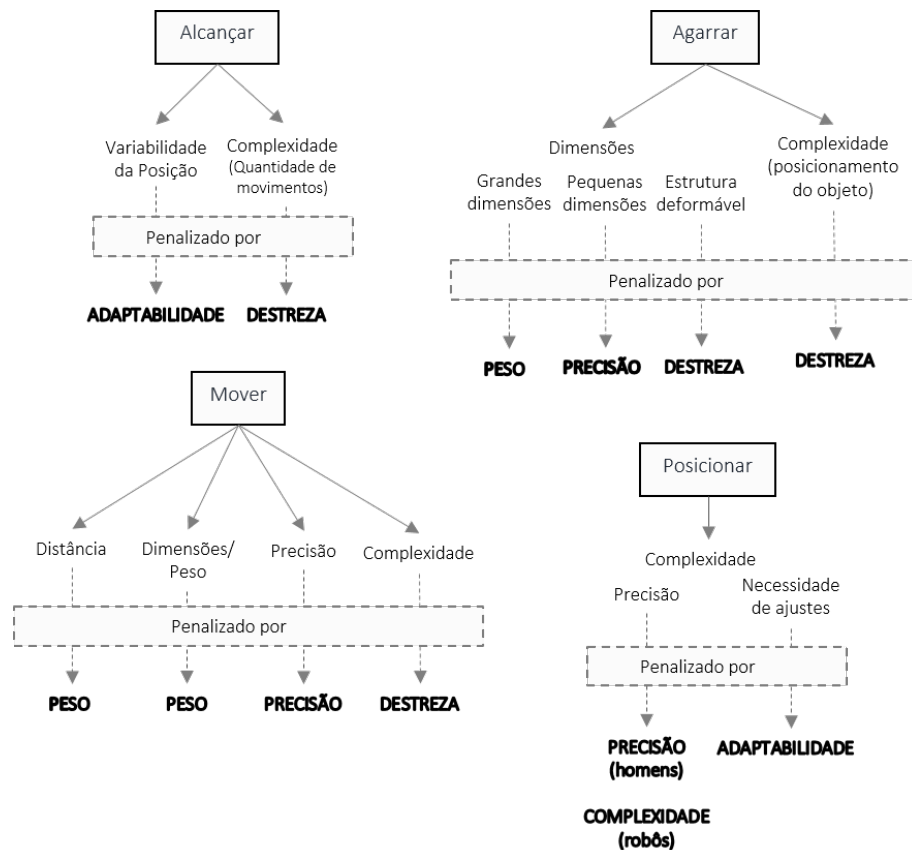 Alcançar
Variabilidade
da Posição
Complexidade
(Quantidade de
movimentos)
Penalizado por
ADAPTABILIDADE
DESTREZA
Agarrar
Dimensões
Grandes
dimensões
Pequenas
dimensões
Estrutura
deformável
Complexidade
(posicionamento
do objeto)
Penalizado por
PESO
PRECISÃO
DESTREZA
DESTREZA
Mover
Distância
Dimensões/
Peso
Precisão
Complexidade
Penalizado por
PESO
PESO
PRECISÃO
DESTREZA
Posicionar
Complexidade
Precisão
Necessidade
de ajustes
Penalizado por
PRECISÃO
(homens)
ADAPTABILIDADE
COMPLEXIDADE
(robôs)